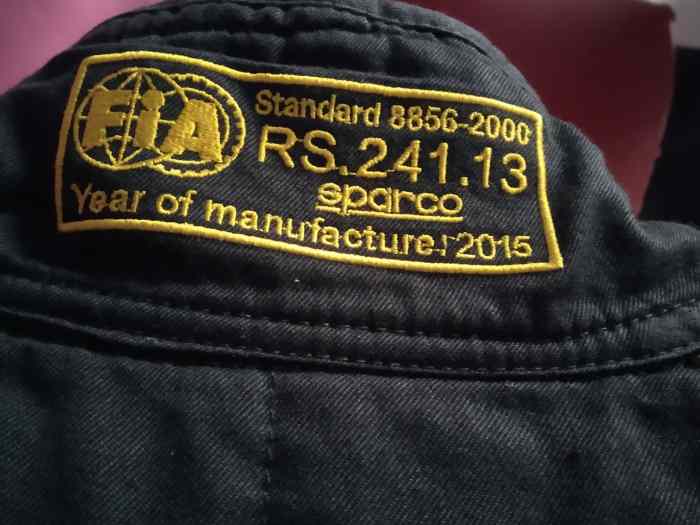 FiA
Standard 8856-2000
RS.241.13
sparco
Year of manufacture: 2015